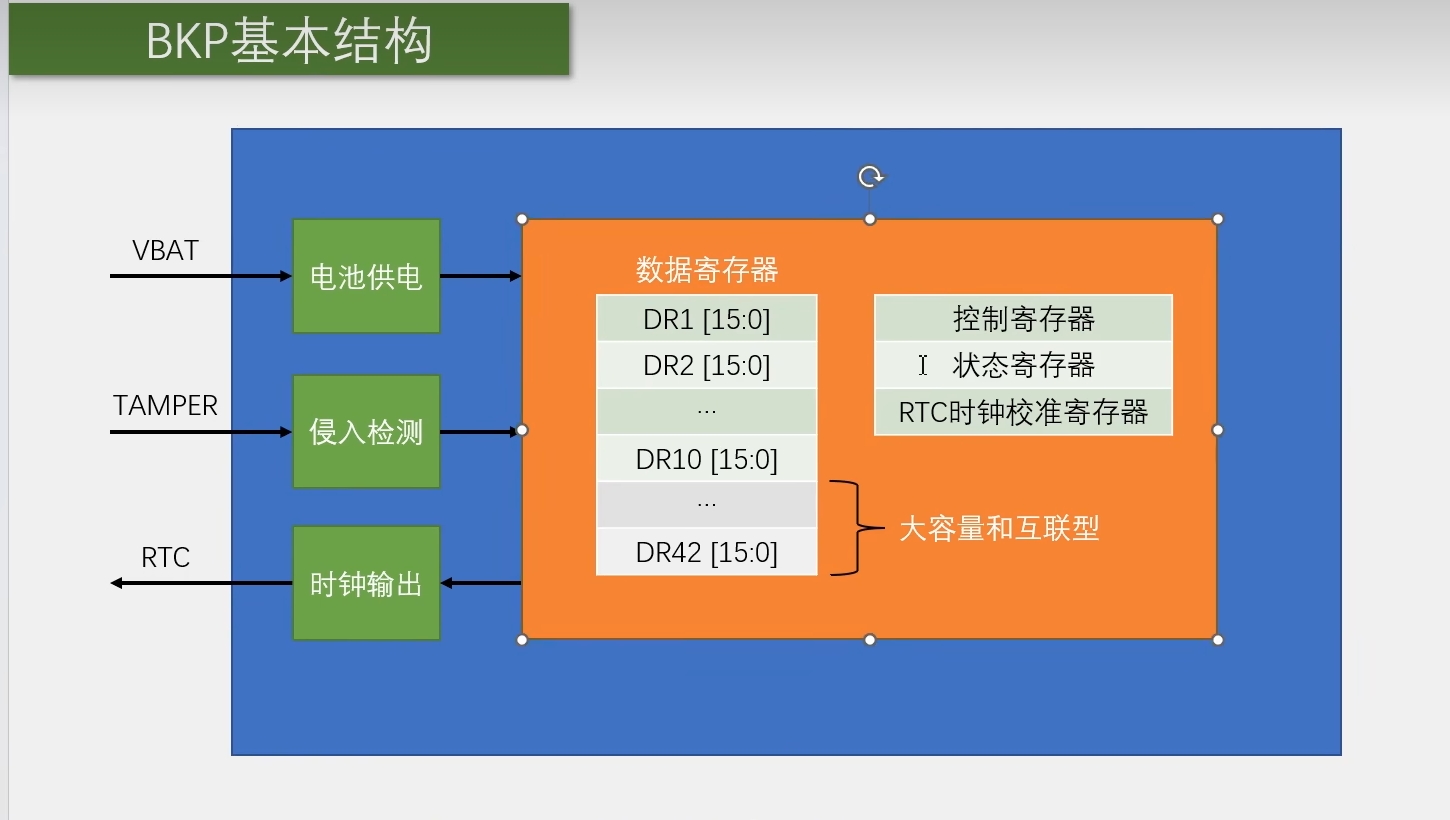 BKP基本结构
VBAT
电池供电
TAMPER
侵入检测
RTC
时钟输出
数据寄存器
DR1 [15:0]
DR2 [15:0]
...
DR10 [15:0]
...
DR42 [15:0]
控制寄存器
状态寄存器
RTC时钟校准寄存器
大容量和互联型